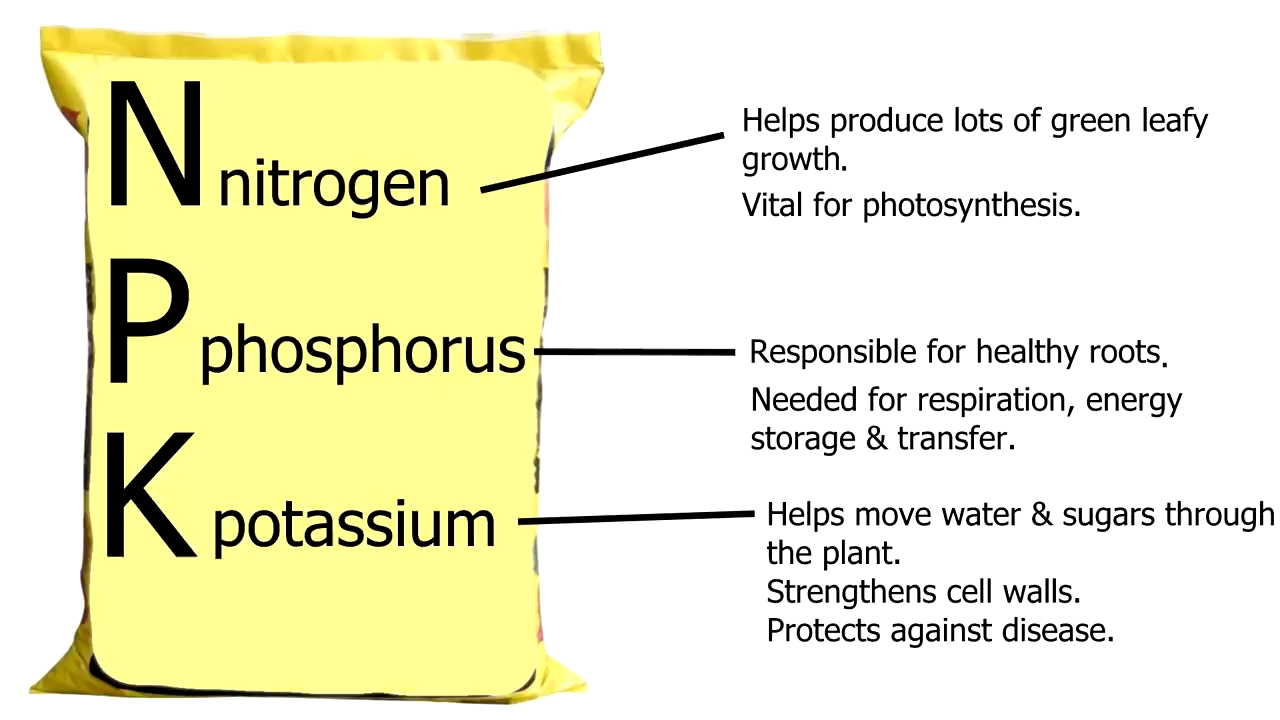 N nitrogen
Helps produce lots of green leafy
growth.
Vital for photosynthesis.
P phosphorus
Responsible for healthy roots.
Needed for respiration, energy
storage & transfer.
K potassium
Helps move water & sugars through
the plant.
Strengthens cell walls.
Protects against disease.